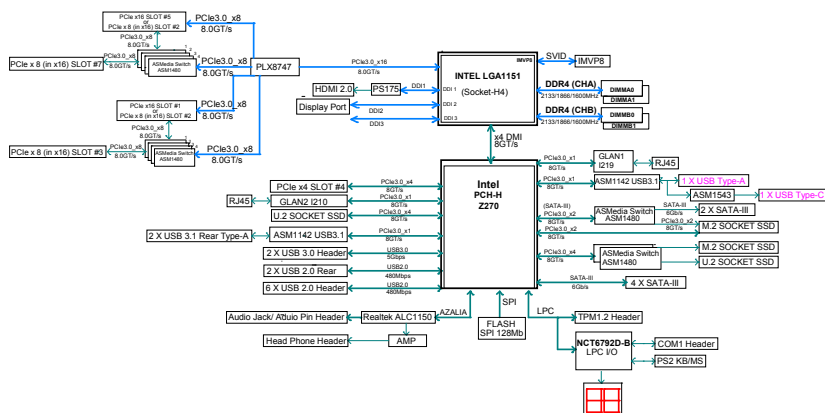 PCIe x16 SLOT #5
or
PCIe x 8 (in x16) SLOT #2
PCIe3.0_x8
8.0GT/s
PCIe3.0_x8
8.0GT/s
PCIe x 8 (in x16) SLOT #7
PCIe3.0_x8
8.0GT/s
ASMedia Switch
ASM1480
1
2
3
4
PCIe3.0_x8
8.0GT/s
PLX8747
PCIe3.0_x16
8.0GT/s
PCIe x16 SLOT #1
or
PCIe x 8 (in x16) SLOT #2
PCIe3.0_x8
8.0GT/s
PCIe3.0_x8
8.0GT/s
PCIe x 8 (in x16) SLOT #3
PCIe3.0_x8
8.0GT/s
ASMedia Switch
ASM1480
PCIe3.0_x8
8.0GT/s
INTEL LGA1151
(Socket-H4)
IMVP8
DDI 1
DDI 2
DDI 3
SVID
IMVP8
HDMI 2.0
PS175
DDI1
Display Port
DDI2
DDI3
DDR4 (CHA)
2133/1866/1600MHz
DIMMA0
DIMMA1
DDR4 (CHB)
2133/1866/1600MHz
DIMMB0
DIMMB1
x4 DMI
8GT/s
Intel
PCH-H
Z270
PCIe x4 SLOT #4
PCIe3.0_x4
8GT/s
RJ45
GLAN2 I210
PCIe3.0_x1
8GT/s
U.2 SOCKET SSD
PCIe3.0_x4
8GT/s
2 X USB 3.1 Rear Type-A
ASM1142 USB3.1
PCIe3.0_x1
8GT/s
2 X USB 3.0 Header
USB3.0
5Gbps
2 X USB 2.0 Rear
USB2.0
480Mbps
6 X USB 2.0 Header
USB2.0
480Mbps
PCIe3.0_x1
8GT/s
GLAN1
I219
RJ45
PCIe3.0_x1
8GT/s
ASM1142 USB3.1
1 X USB Type-A
ASM1543
1 X USB Type-C
(SATA-III)
PCIe3.0_x2
8GT/s
ASMedia Switch
ASM1480
SATA-III
6Gb/s
2 X SATA-III
PCIe3.0_x2
8GT/s
PCIe3.0_x2
8GT/s
M.2 SOCKET SSD
PCIe3.0_x4
8GT/s
ASMedia Switch
ASM1480
M.2 SOCKET SSD
U.2 SOCKET SSD
SATA-III
6Gb/s
4 X SATA-III
Audio Jack/
Pin Header
Realtek ALC1150
AZALIA
Head Phone Header
AMP
SPI
FLASH
SPI 128Mb
LPC
TPM1.2 Header
NCT6792D-B
LPC I/O
COM1 Header
PS2 KB/MS